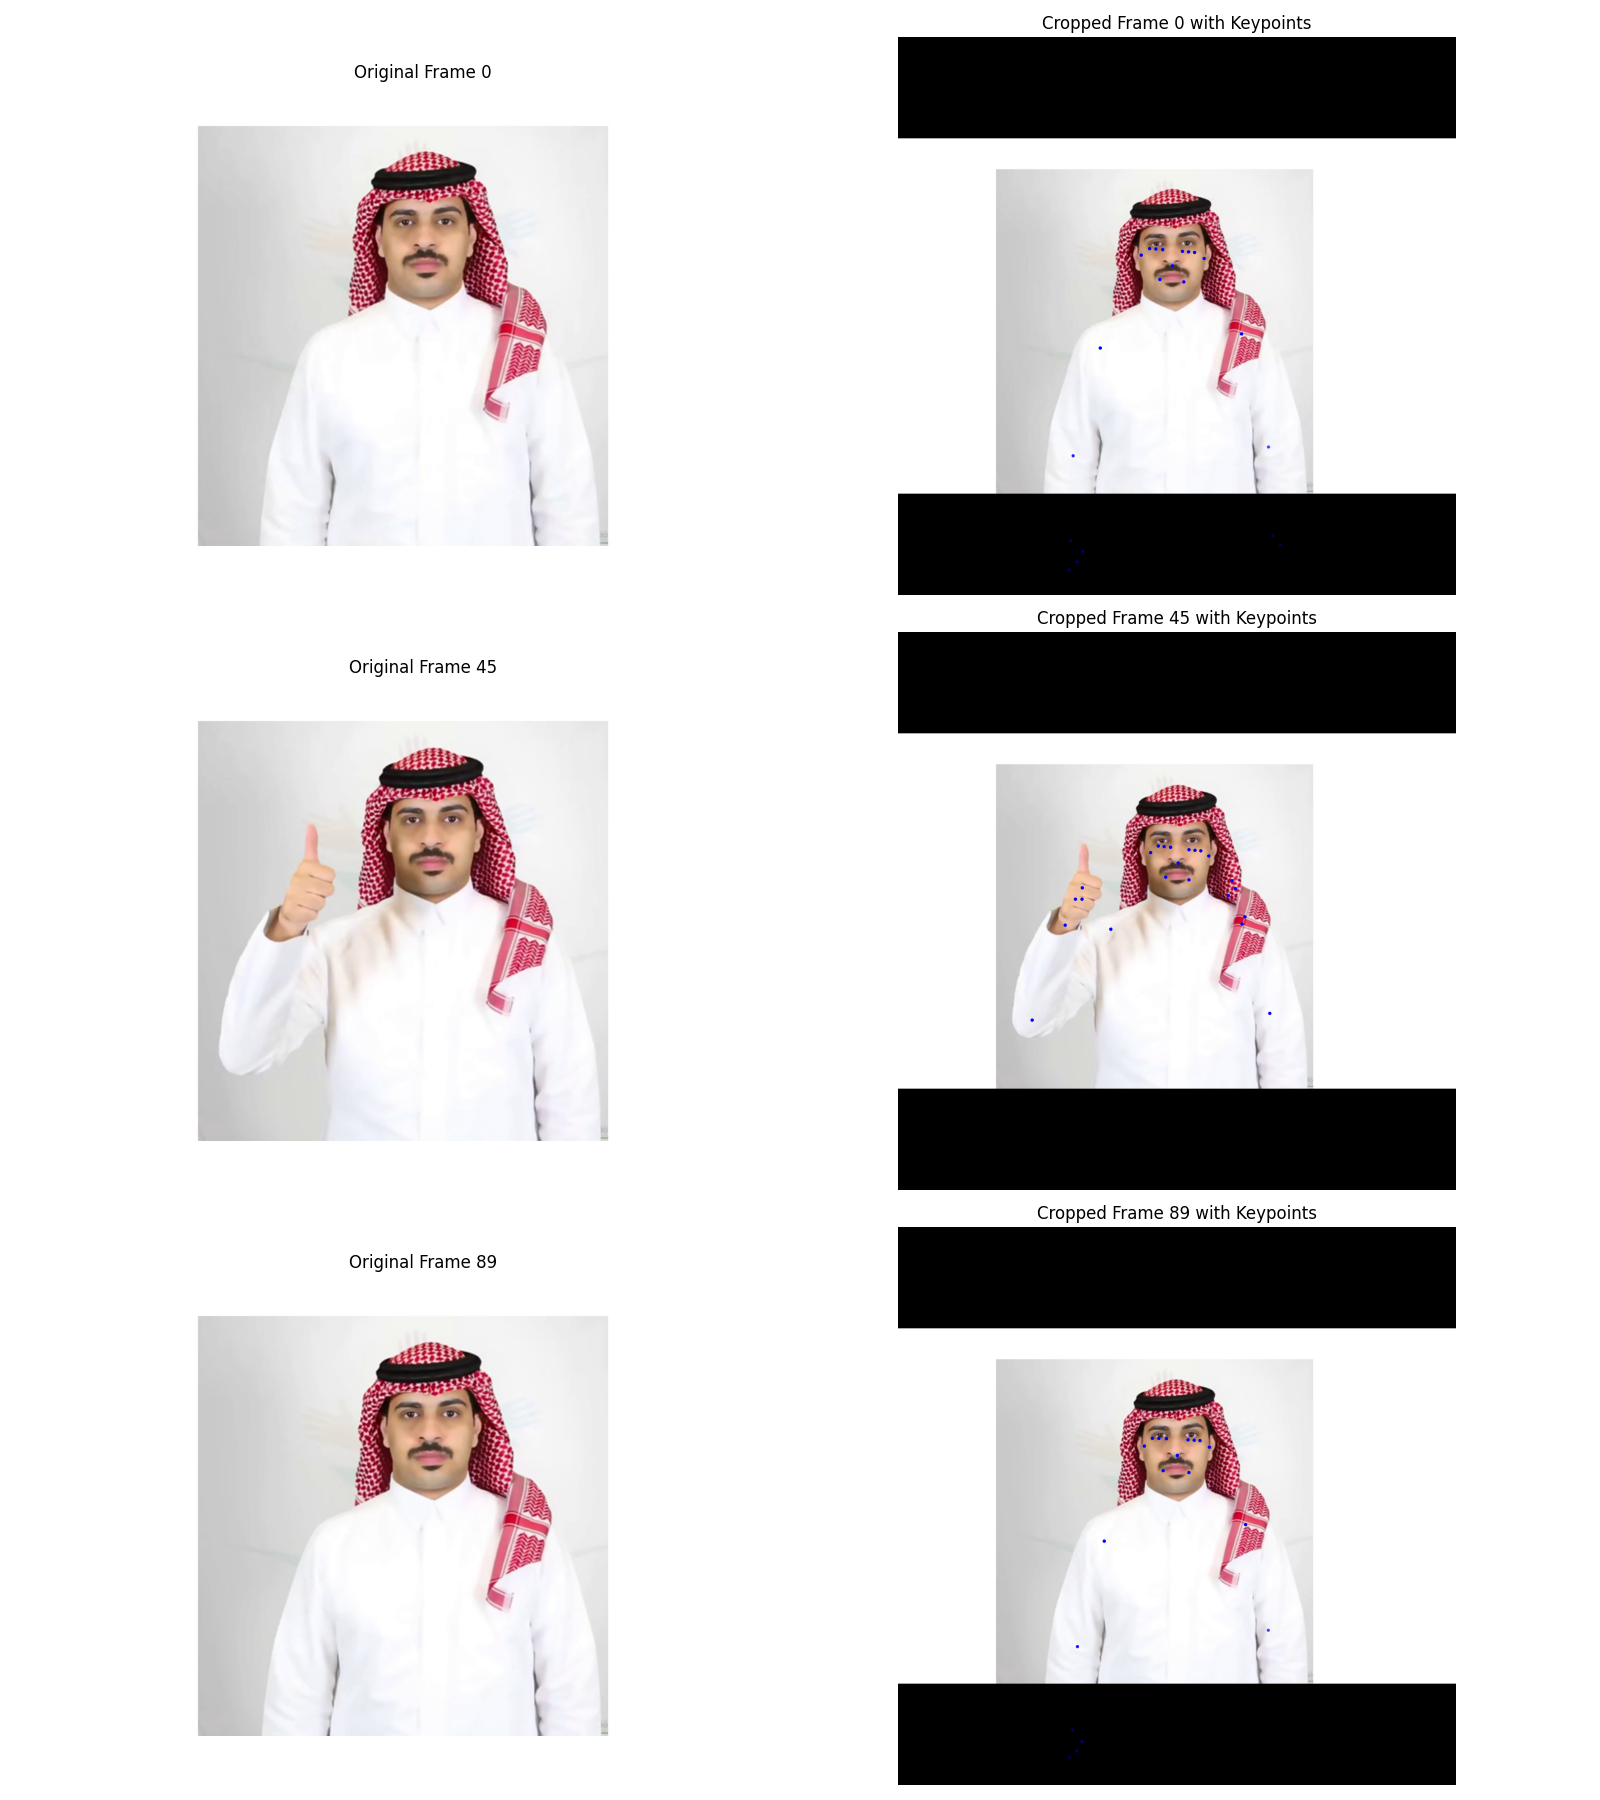 Cropped Frame 0 with Keypoints
Original Frame 0
Cropped Frame 45 with Keypoints
Original Frame 45
Cropped Frame 89 with Keypoints
Original Frame 89